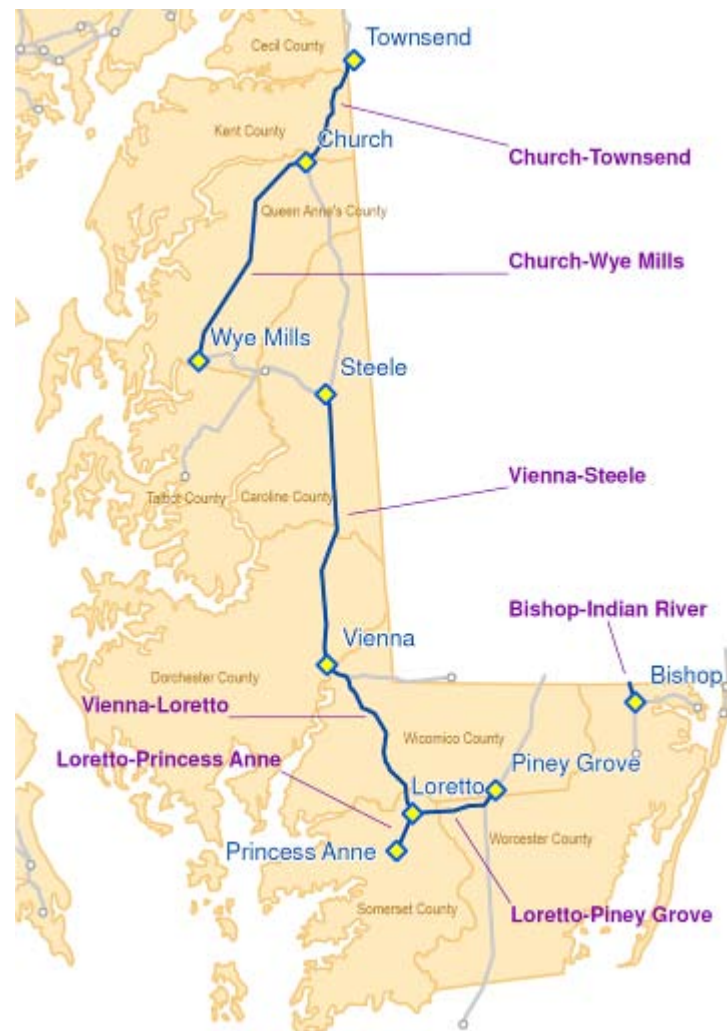 Cecil County
Townsend
Kent County
Church
Church-Townsend
Queen Anne's County
Church-Wye Mills
Wye Mills
Steele
Vienna-Steele
Talbot County
Caroline County
Bishop-Indian River
Vienna
Bishop
Dorchester County
Vienna-Loretto
Wicomico County
Loretto-Princess Anne
Loretto
Piney Grove
Worcester County
Princess Anne
Somerset County
Loretto-Piney Grove